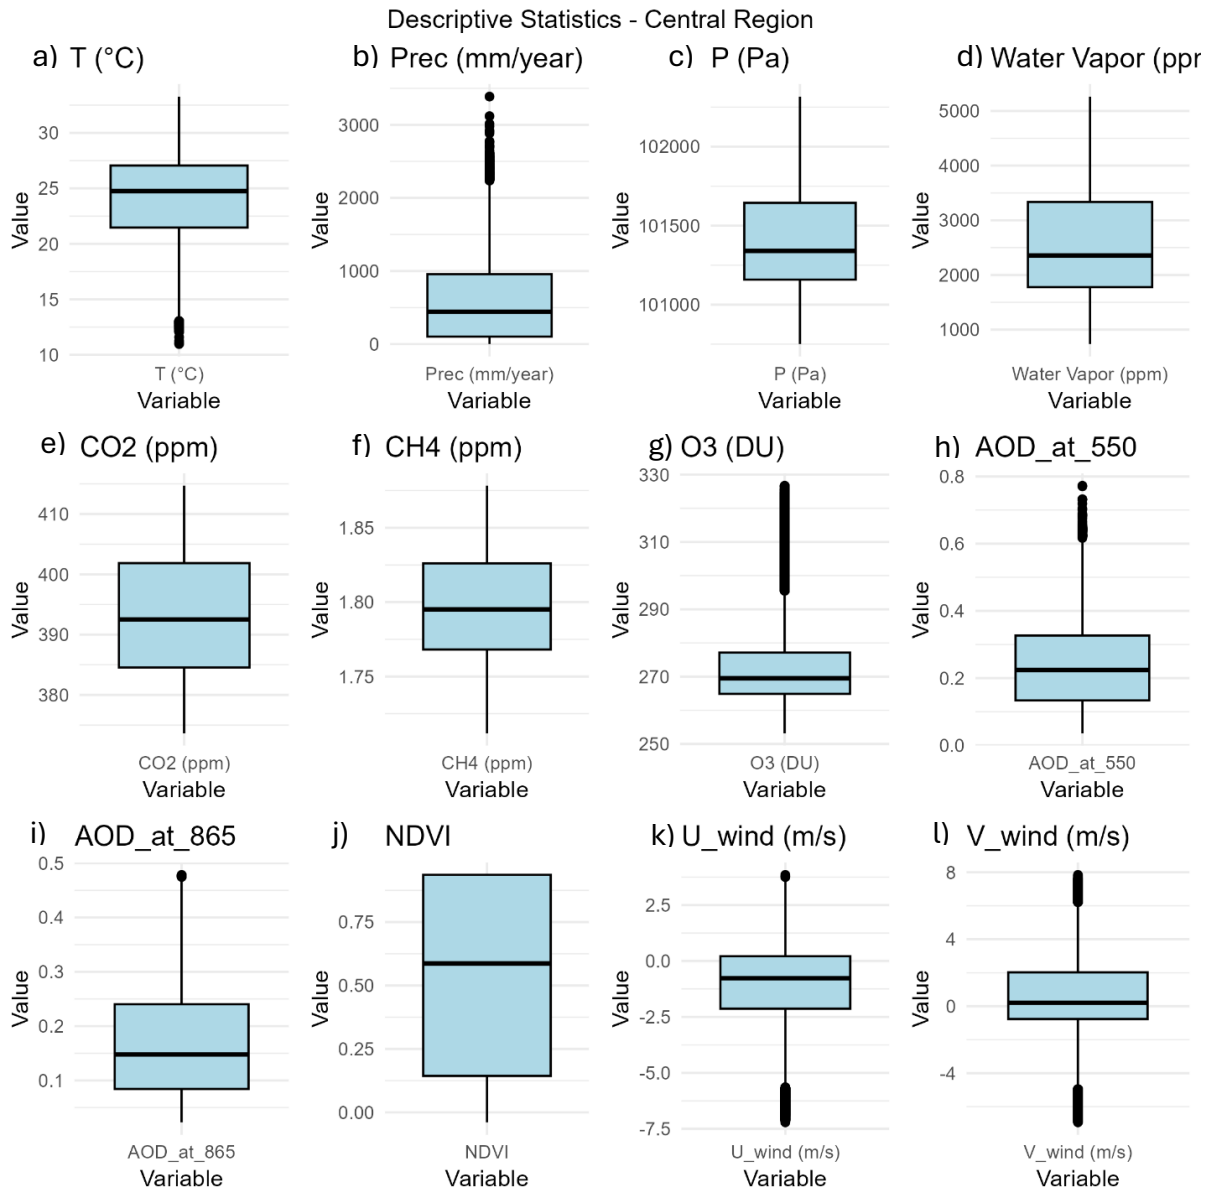 Descriptive Statistics - Central Region
a) T (°C)
b) Prec (mm/year)
c) P (Pa)
d) Water Vapor (ppr
Value
30
25
20
15
10
T (°C)
Variable
Value
3000
2000
1000
0
Prec (mm/year)
Variable
Value
102000
101500
101000
P (Pa)
Variable
Value
5000
4000
3000
2000
1000
Water Vapor (ppm)
Variable
e) CO2 (ppm)
f) CH4 (ppm)
g) O3 (DU)
h) AOD_at_550
Value
410
400
390
380
CO2 (ppm)
Variable
Value
1.85
1.80
1.75
CH4 (ppm)
Variable
Value
330
310
290
270
250
O3 (DU)
Variable
Value
0.8
0.6
0.4
0.2
0.0
AOD_at_550
Variable
i) AOD_at_865
j) NDVI
k) U_wind (m/s)
l) V_wind (m/s)
Value
0.5
0.4
0.3
0.2
0.1
AOD_at_865
Variable
Value
0.75
0.50
0.25
0.00
NDVI
Variable
Value
2.5
0.0
-2.5
-5.0
-7.5
U_wind (m/s)
Variable
Value
8
4
0
-4
V_wind (m/s)
Variable